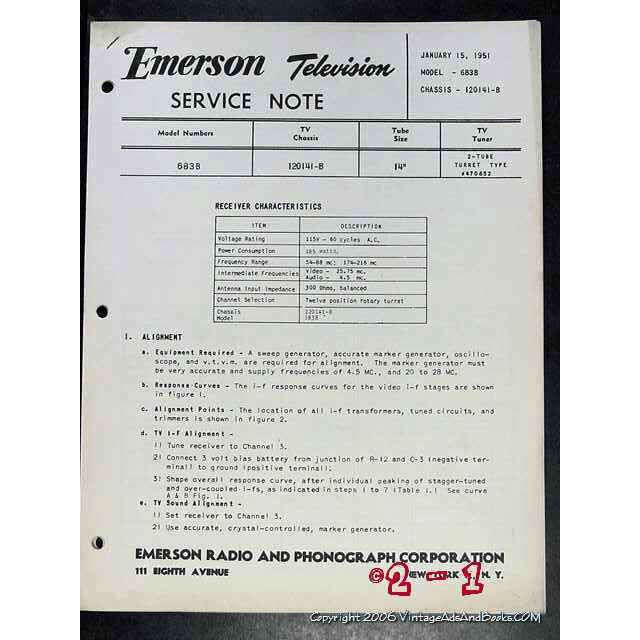 Emerson Television
SERVICE NOTE
JANUARY 15, 1951
MODEL - 683B
CHASSIS - 120141-B
Model Numbers
TV Chassis
Tube Size
TV Tuner
683B
120141-B
14"
2-TUBE
TURRET TYPE
#470652
RECEIVER CHARACTERISTICS
ITEM DESCRIPTION
Voltage Rating 115V - 60 cycles A.C.
Power Consumption 185 watts.
Frequency Range 54-88 mc; 174-216 mc
Intermediate Frequencies Video - 25.75 mc.
Audio - 4.5 mc.
Antenna Input Impedance 300 Ohms, balanced
Channel Selection Twelve position rotary turret
Chassis 120141-B
Model
I. ALIGNMENT
a. Equipment Required - A sweep generator, accurate marker generator, oscillo-
scope, and v.t.v.m. are required for alignment. The marker generator must
be very accurate and supply frequencies of 4.5 MC., and 20 to 28 MC.
b. Response Curves - The i-f response curves for the video i-f stages are shown
in figure 1.
c. Alignment Points - The location of all i-f transformers, tuned circuits, and
trimmers is shown in figure 2.
d. TV I-F Alignment -
1) Tune receiver to Channel 3.
2) Connect 3 volt bias battery from junction of R-12 and C-3 (negative ter-
minal) to ground (positive terminal).
3) Shape overall response curve, after individual peaking of stagger-tuned
and over-coupled i-fs, as indicated in steps 1 to 7 (Table 1.) See curve
A & B Fig. 1.
e. TV Sound Alignment -
1) Set receiver to Channel 3.
2) Use accurate, crystal-controlled, marker generator.
EMERSON RADIO AND PHONOGRAPH CORPORATION
111 EIGHTH AVENUE
NEW YORK N. Y.
©2-1
Copyright 2006 VintageAdsAndBooks.COM